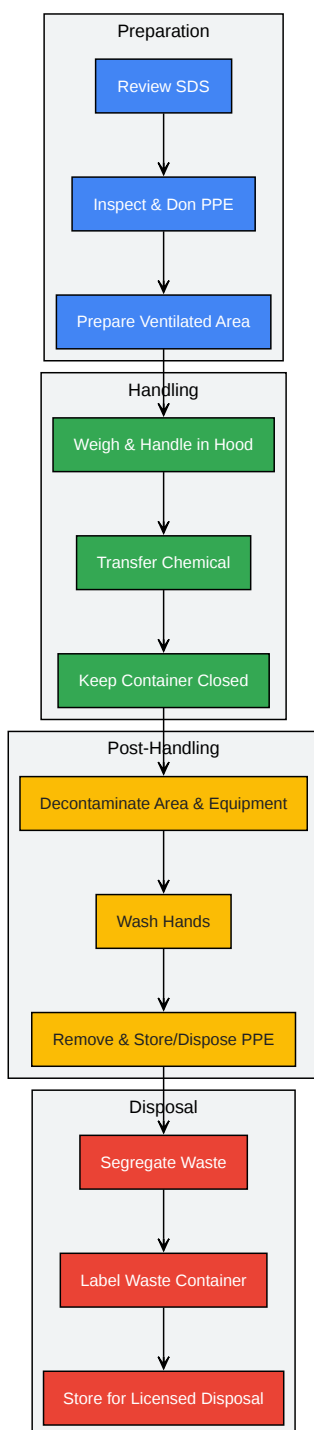 Preparation
Review SDS
Inspect & Don PPE
Prepare Ventilated Area
Handling
Weigh & Handle in Hood
Transfer Chemical
Keep Container Closed
Post-Handling
Decontaminate Area & Equipment
Wash Hands
Remove & Store/Dispose PPE
Disposal
Segregate Waste
Label Waste Container
Store for Licensed Disposal